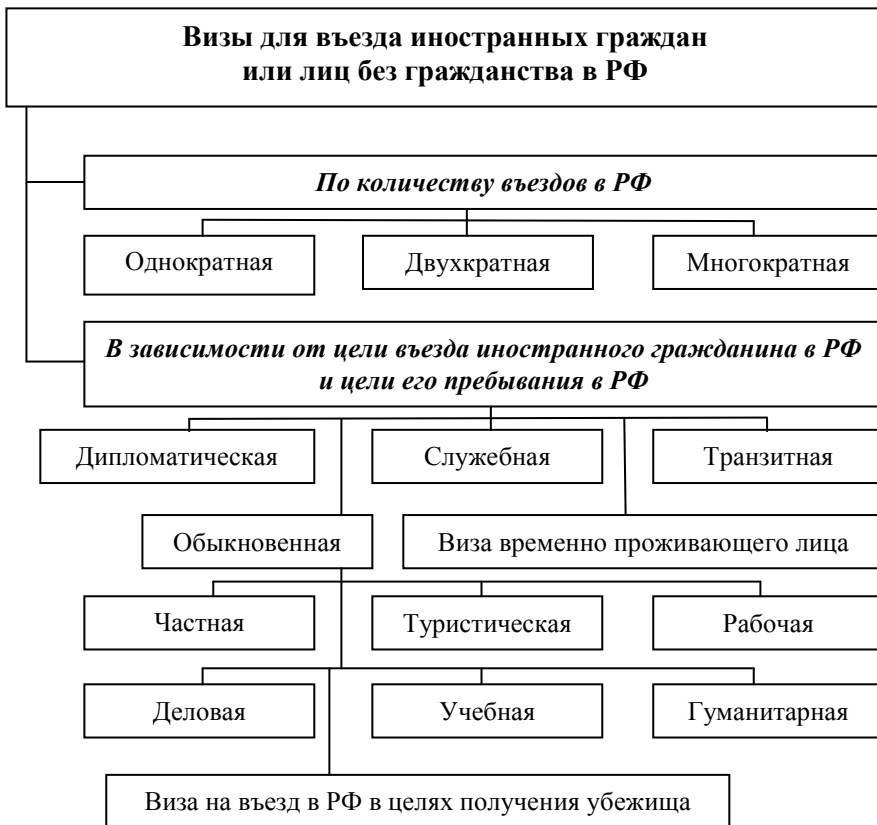 Визы для въезда иностранных граждан
или лиц без гражданства в РФ
По количеству въездов в РФ
Однократная
Двухкратная
Многократная
В зависимости от цели въезда иностранного гражданина в РФ
и цели его пребывания в РФ
Дипломатическая
Служебная
Транзитная
Обыкновенная
Виза временно проживающего лица
Частная
Туристическая
Рабочая
Деловая
Учебная
Гуманитарная
Виза на въезд в РФ в целях получения убежища